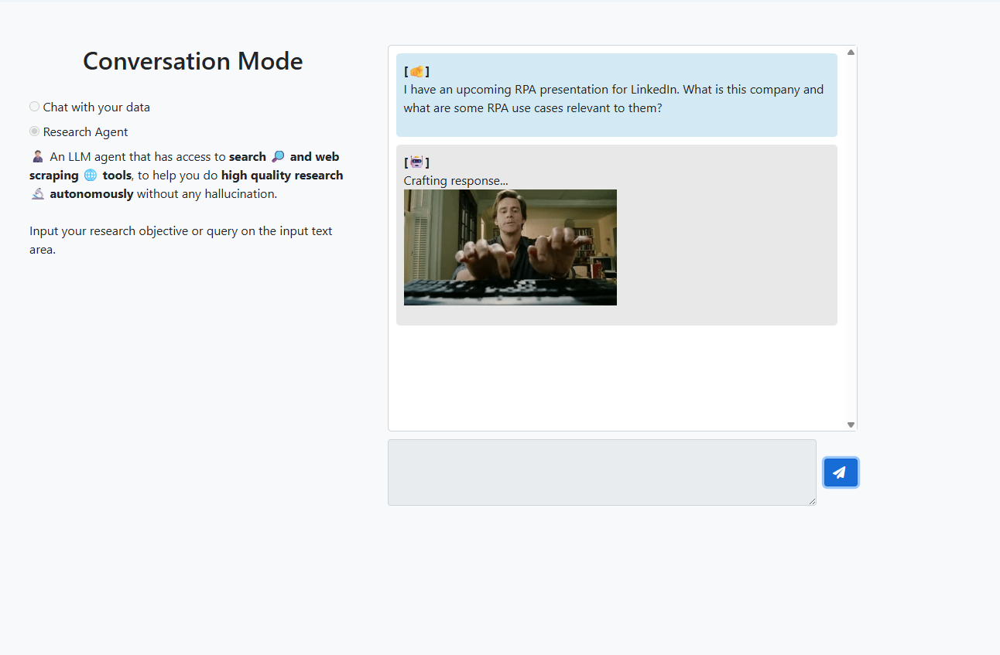 Conversation Mode
Chat with your data
Research Agent
An LLM agent that has access to search 🔎 and web
scraping 🌐 tools, to help you do high quality research
🔬 autonomously without any hallucination.
Input your research objective or query on the input text
area.
[🫵]
I have an upcoming RPA presentation for LinkedIn. What is this company and
what are some RPA use cases relevant to them?
[🤖]
Crafting response...